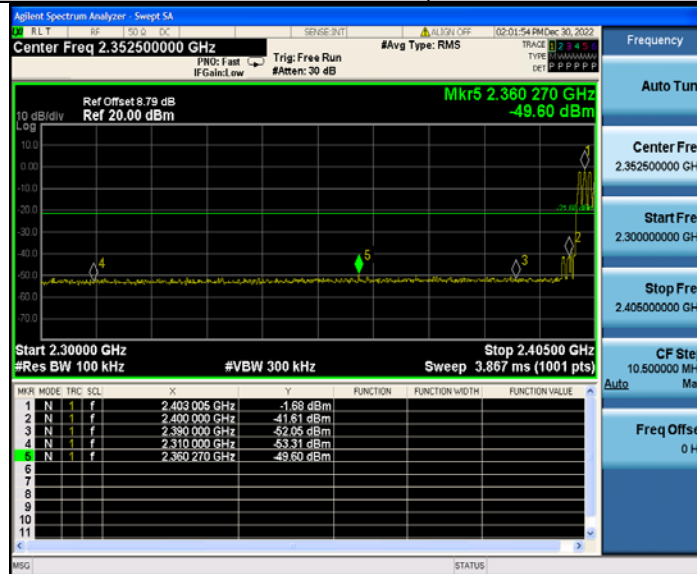 Agilent Spectrum Analyzer - Swept SA
R L T RF 50 Ω DC SENSE:INT ALIGN OFF 02:01:54 PM Dec 30, 2022
Center Freq 2.352500000 GHz #Avg Type: RMS TRACE 1 2 3 4 5 6
PNO: Fast Trig: Free Run TYPE M
IFGain:Low #Atten: 30 dB DET P P P P P P
Ref Offset 8.79 dB Mkr5 2.360 270 GHz
10 dB/div Ref 20.00 dBm -49.60 dBm
Log
10.0
0.00
-10.0
-20.0
-30.0
-40.0
-50.0
-60.0
-70.0
1
2
3
4
5
Start 2.30000 GHz Stop 2.40500 GHz
#Res BW 100 kHz #VBW 300 kHz Sweep 3.867 ms (1001 pts)
MKR MODE TRC SCL X Y FUNCTION FUNCTION WIDTH FUNCTION VALUE
1 N 1 f 2.403 005 GHz -1.68 dBm
2 N 1 f 2.400 000 GHz -41.61 dBm
3 N 1 f 2.390 000 GHz -52.05 dBm
4 N 1 f 2.310 000 GHz -53.31 dBm
5 N 1 f 2.360 270 GHz -49.60 dBm
6
7
8
9
10
11
MSG STATUS
Frequency
Auto Tun
Center Fre
2.352500000 GH
Start Fre
2.300000000 GH
Stop Fre
2.405000000 GH
CF Ste
10.500000 MH
Auto Ma
Freq Offse
0 H